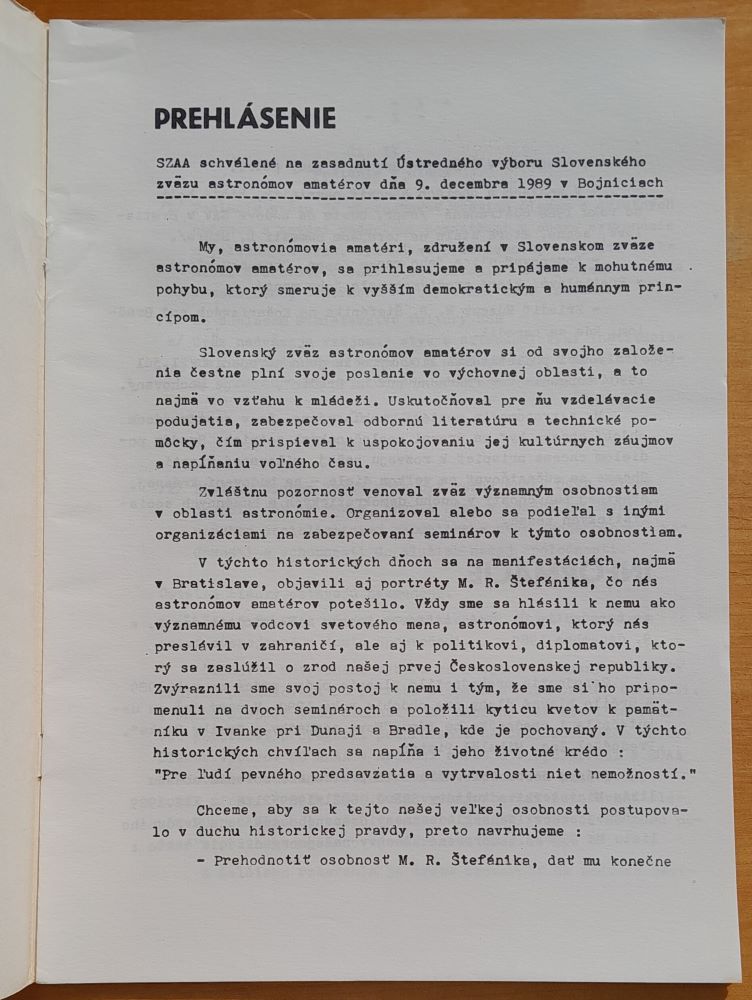 PREHLÁSENIE
SZAA schválené na zasadnutí Ústredného výboru Slovenského
zväzu astronómov amatérov dňa 9. decembra 1989 v Bojniciach
My, astronómovia amatéri, združení v Slovenskom zväze
astronómov amatérov, sa prihlasujeme a pripájame k mohutnému
pohybu, ktorý smeruje k vyšším demokratickým a humánnym prin-
cípom.
Slovenský zväz astronómov amatérov si od svojho založe-
nia čestne plní svoje poslanie vo výchovnej oblasti, a to
najmä vo vzťahu k mládeži. Uskutočňoval pre ňu vzdelávacie
podujatia, zabezpečoval odbornú literatúru a technické po-
môcky, čím prispieval k uspokojovaniu jej kultúrnych záujmov
a napĺňaniu voľného času.
Zvláštnu pozornosť venoval zväz významným osobnostiam
v oblasti astronómie. Organizoval alebo sa podieľal s inými
organizáciami na zabezpečovaní seminárov k týmto osobnostiam.
V týchto historických dňoch sa na manifestáciách, najmä
v Bratislave, objavili aj portréty M. R. Štefánika, čo nás
astronómov amatérov potešilo. Vždy sme sa hlásili k nemu ako
významnému vodcovi svetového mena, astronómovi, ktorý nás
preslávil v zahraničí, ale aj k politikovi, diplomatovi, kto-
rý sa zaslúžil o zrod našej prvej Československej republiky.
Zvýraznili sme svoj postoj k nemu i tým, že sme si ho pripo-
menuli na dvoch seminároch a položili kyticu kvetov k pamät-
níku v Ivanke pri Dunaji a Bradle, kde je pochovaný. V týchto
historických chvíľach sa napĺňa i jeho životné krédo :
"Pre ľudí pevného predsavzatia a vytrvalosti niet nemožností."
Chceme, aby sa k tejto našej veľkej osobnosti postupova-
lo v duchu historickej pravdy, preto navrhujeme :
- Prehodnotiť osobnosť M. R. Štefánika, dať mu konečne